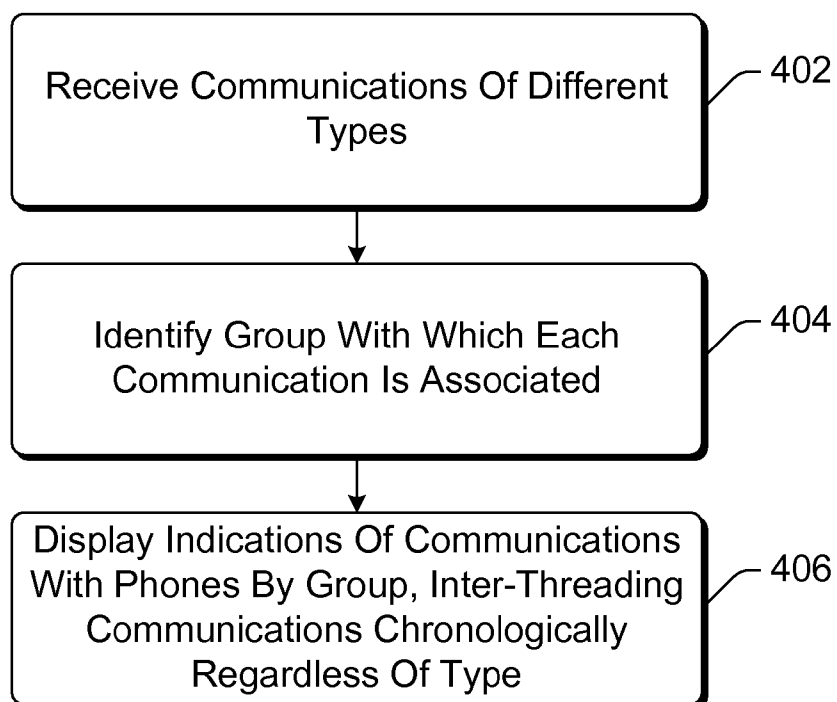 Receive Communications Of Different
Types
402
Identify Group With Which Each
Communication Is Associated
404
Display Indications Of Communications
With Phones By Group, Inter-Threading
Communications Chronologically
Regardless Of Type
406